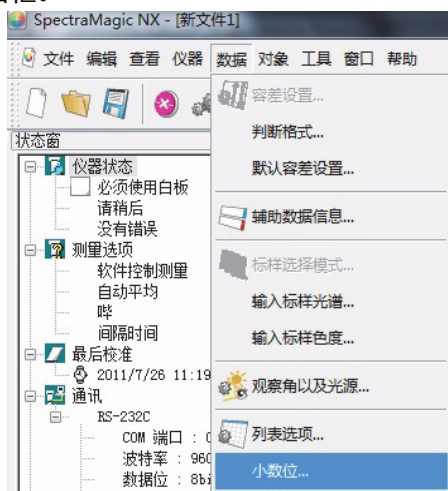 SpectraMagic NX - [新文件1]
文件 编辑 查看 仪器 数据 对象 工具 窗口 帮助
容差设置...
判断格式...
默认容差设置...
辅助数据信息...
标样选择模式...
输入标样光谱...
输入标样色度...
观察角以及光源...
列表选项...
小数位...
状态窗
仪器状态
必须使用白板
请稍后
没有错误
测量选项
软件控制测量
自动平均
哔
间隔时间
最后校准
2011/7/26 11:19
通讯
RS-232C
COM 端口 :
波特率 : 960
数据位 : 8bi